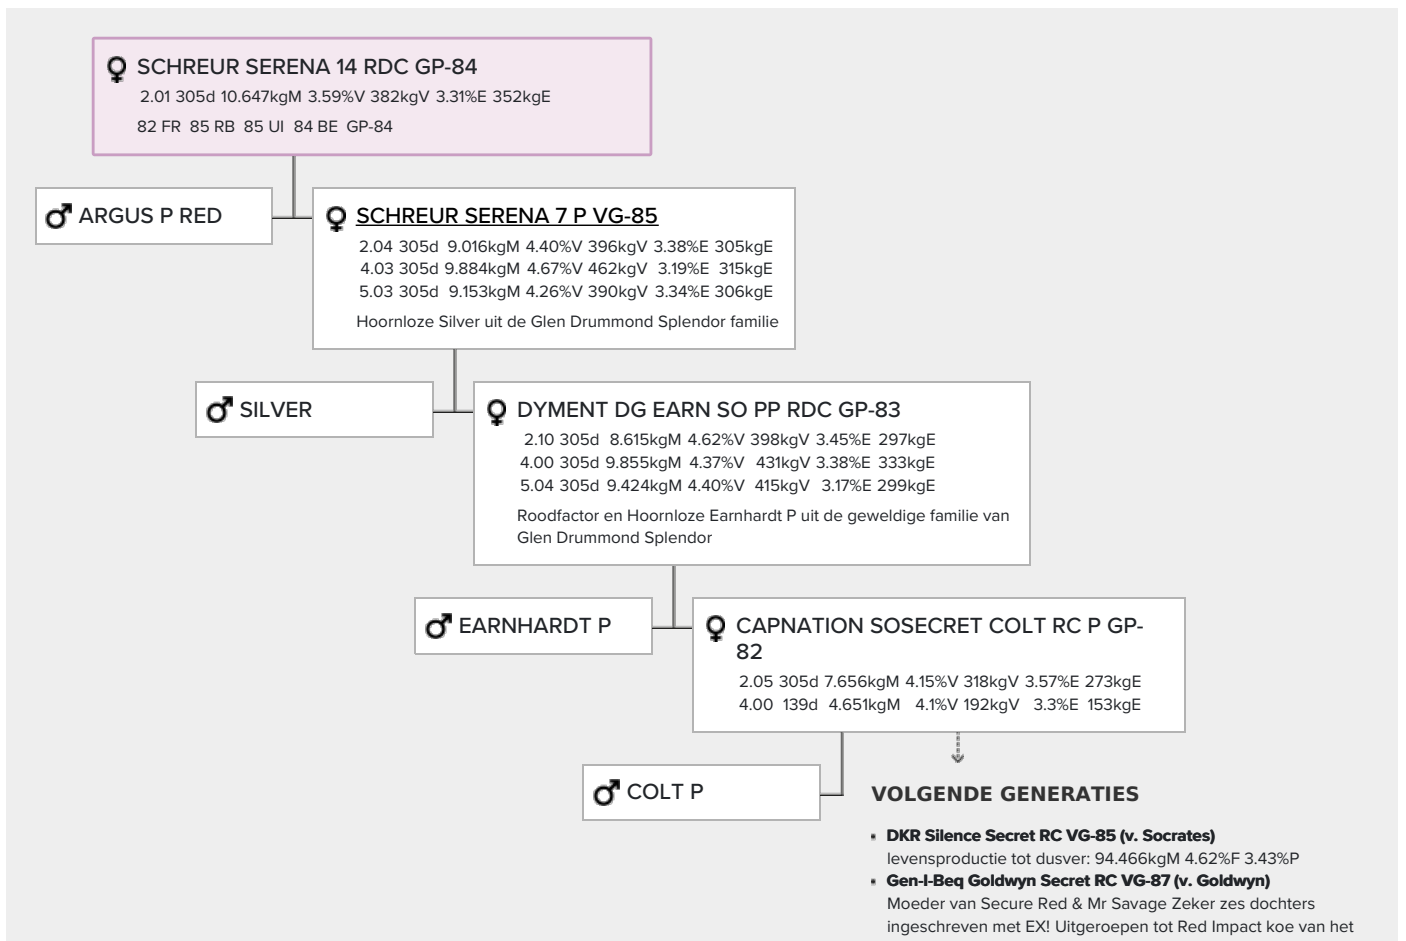 SCHREUR SERENA 14 RDC GP-84
2.01 305d 10.647kgM 3.59%V 382kgV 3.31%E 352kgE
82 FR 85 RB 85 UI 84 BE GP-84
ARGUS P RED
SCHREUR SERENA 7 P VG-85
2.04 305d 9.016kgM 4.40%V 396kgV 3.38%E 305kgE
4.03 305d 9.884kgM 4.67%V 462kgV 3.19%E 315kgE
5.03 305d 9.153kgM 4.26%V 390kgV 3.34%E 306kgE
Hoornloze Silver uit de Glen Drummond Splendor familie
SILVER
DYMENT DG EARN SO PP RDC GP-83
2.10 305d 8.615kgM 4.62%V 398kgV 3.45%E 297kgE
4.00 305d 9.855kgM 4.37%V 431kgV 3.38%E 333kgE
5.04 305d 9.424kgM 4.40%V 415kgV 3.17%E 299kgE
Roodfactor en Hoornloze Earnhardt P uit de geweldige familie van
Glen Drummond Splendor
EARNHARDT P
CAPNATION SOSECRET COLT RC P GP-
82
2.05 305d 7.656kgM 4.15%V 318kgV 3.57%E 273kgE
4.00 139d 4.651kgM 4.1%V 192kgV 3.3%E 153kgE
COLT P
VOLGENDE GENERATIES
DKR Silence Secret RC VG-85 (v. Socrates)
levensproductie tot dusver: 94.466kgM 4.62%F 3.43%P
Gen-I-Beq Goldwyn Secret RC VG-87 (v. Goldwyn)
Moeder van Secure Red & Mr Savage Zeker zes dochters
ingeschreven met EX! Uitgeroepen tot Red Impact koe van het